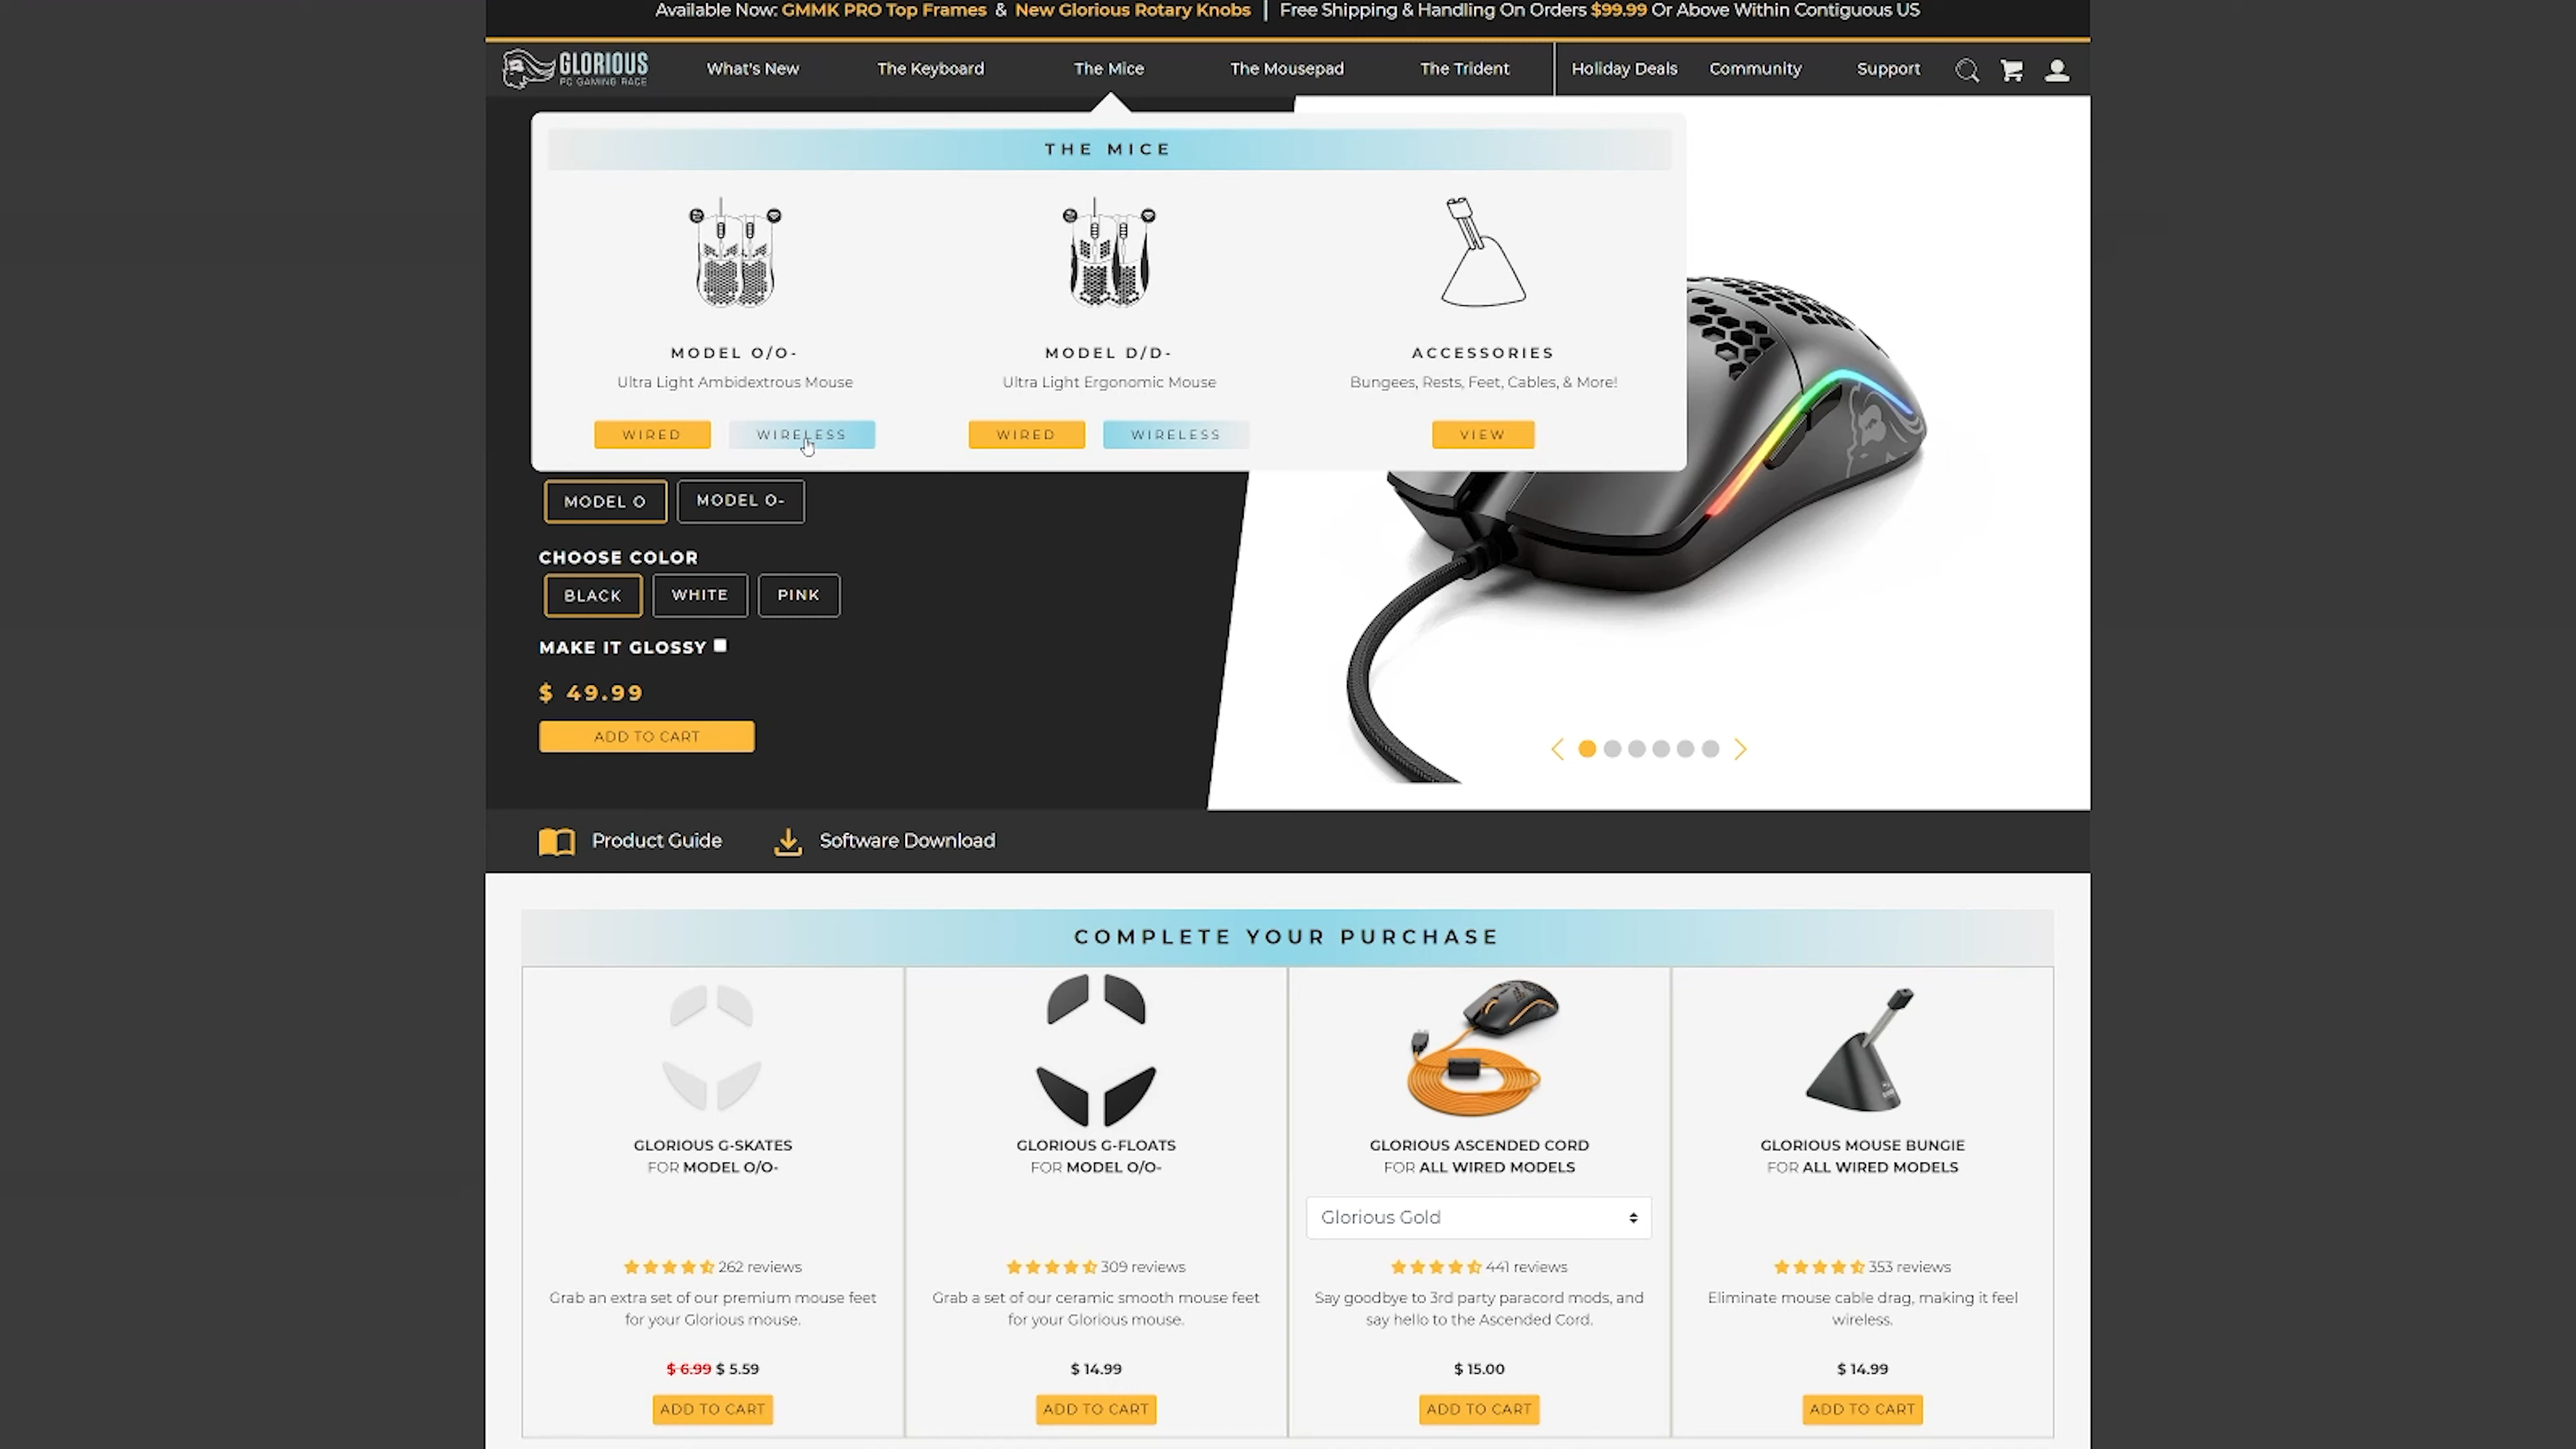 Available Now: GMMK PRO Top Frames & New Glorious Rotary Knobs | Free Shipping & Handling On Orders $99.99 Or Above Within Contiguous US
GLORIOUS
PC GAMING RACE
What's New
The Keyboard
The Mice
The Mousepad
The Trident
Holiday Deals
Community
Support
THE MICE
MODEL O/O-
MODEL D/D-
ACCESSORIES
Ultra Light Ambidextrous Mouse
Ultra Light Ergonomic Mouse
Bungees, Rests, Feet, Cables, & More!
WIRED
WIRELESS
WIRED
WIRELESS
VIEW
MODEL O
MODEL O-
CHOOSE COLOR
BLACK
WHITE
PINK
MAKE IT GLOSSY
$ 49.99
ADD TO CART
Product Guide
Software Download
COMPLETE YOUR PURCHASE
GLORIOUS G-SKATES
FOR MODEL O/O-
262 reviews
Grab an extra set of our premium mouse feet
for your Glorious mouse.
$ 6.99 $ 5.59
ADD TO CART
GLORIOUS G-FLOATS
FOR MODEL O/O-
309 reviews
Grab a set of our ceramic smooth mouse feet
for your Glorious mouse.
$ 14.99
ADD TO CART
GLORIOUS ASCENDED CORD
FOR ALL WIRED MODELS
Glorious Gold
441 reviews
Say goodbye to 3rd party paracord mods, and
say hello to the Ascended Cord.
$ 15.00
ADD TO CART
GLORIOUS MOUSE BUNGIE
FOR ALL WIRED MODELS
353 reviews
Eliminate mouse cable drag, making it feel
wireless.
$ 14.99
ADD TO CART